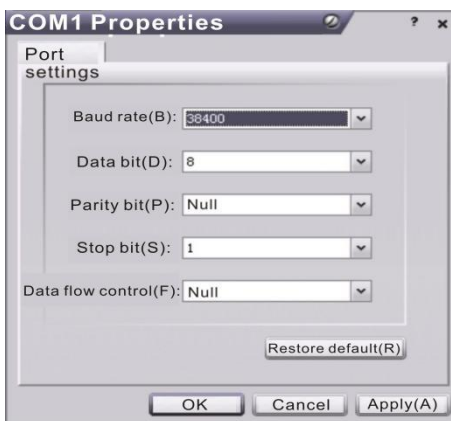 COM1 Properties
? ×
Port
settings
Baud rate(B): 38400
Data bit(D): 8
Parity bit(P): Null
Stop bit(S): 1
Data flow control(F): Null
Restore default(R)
OK Cancel Apply(A)